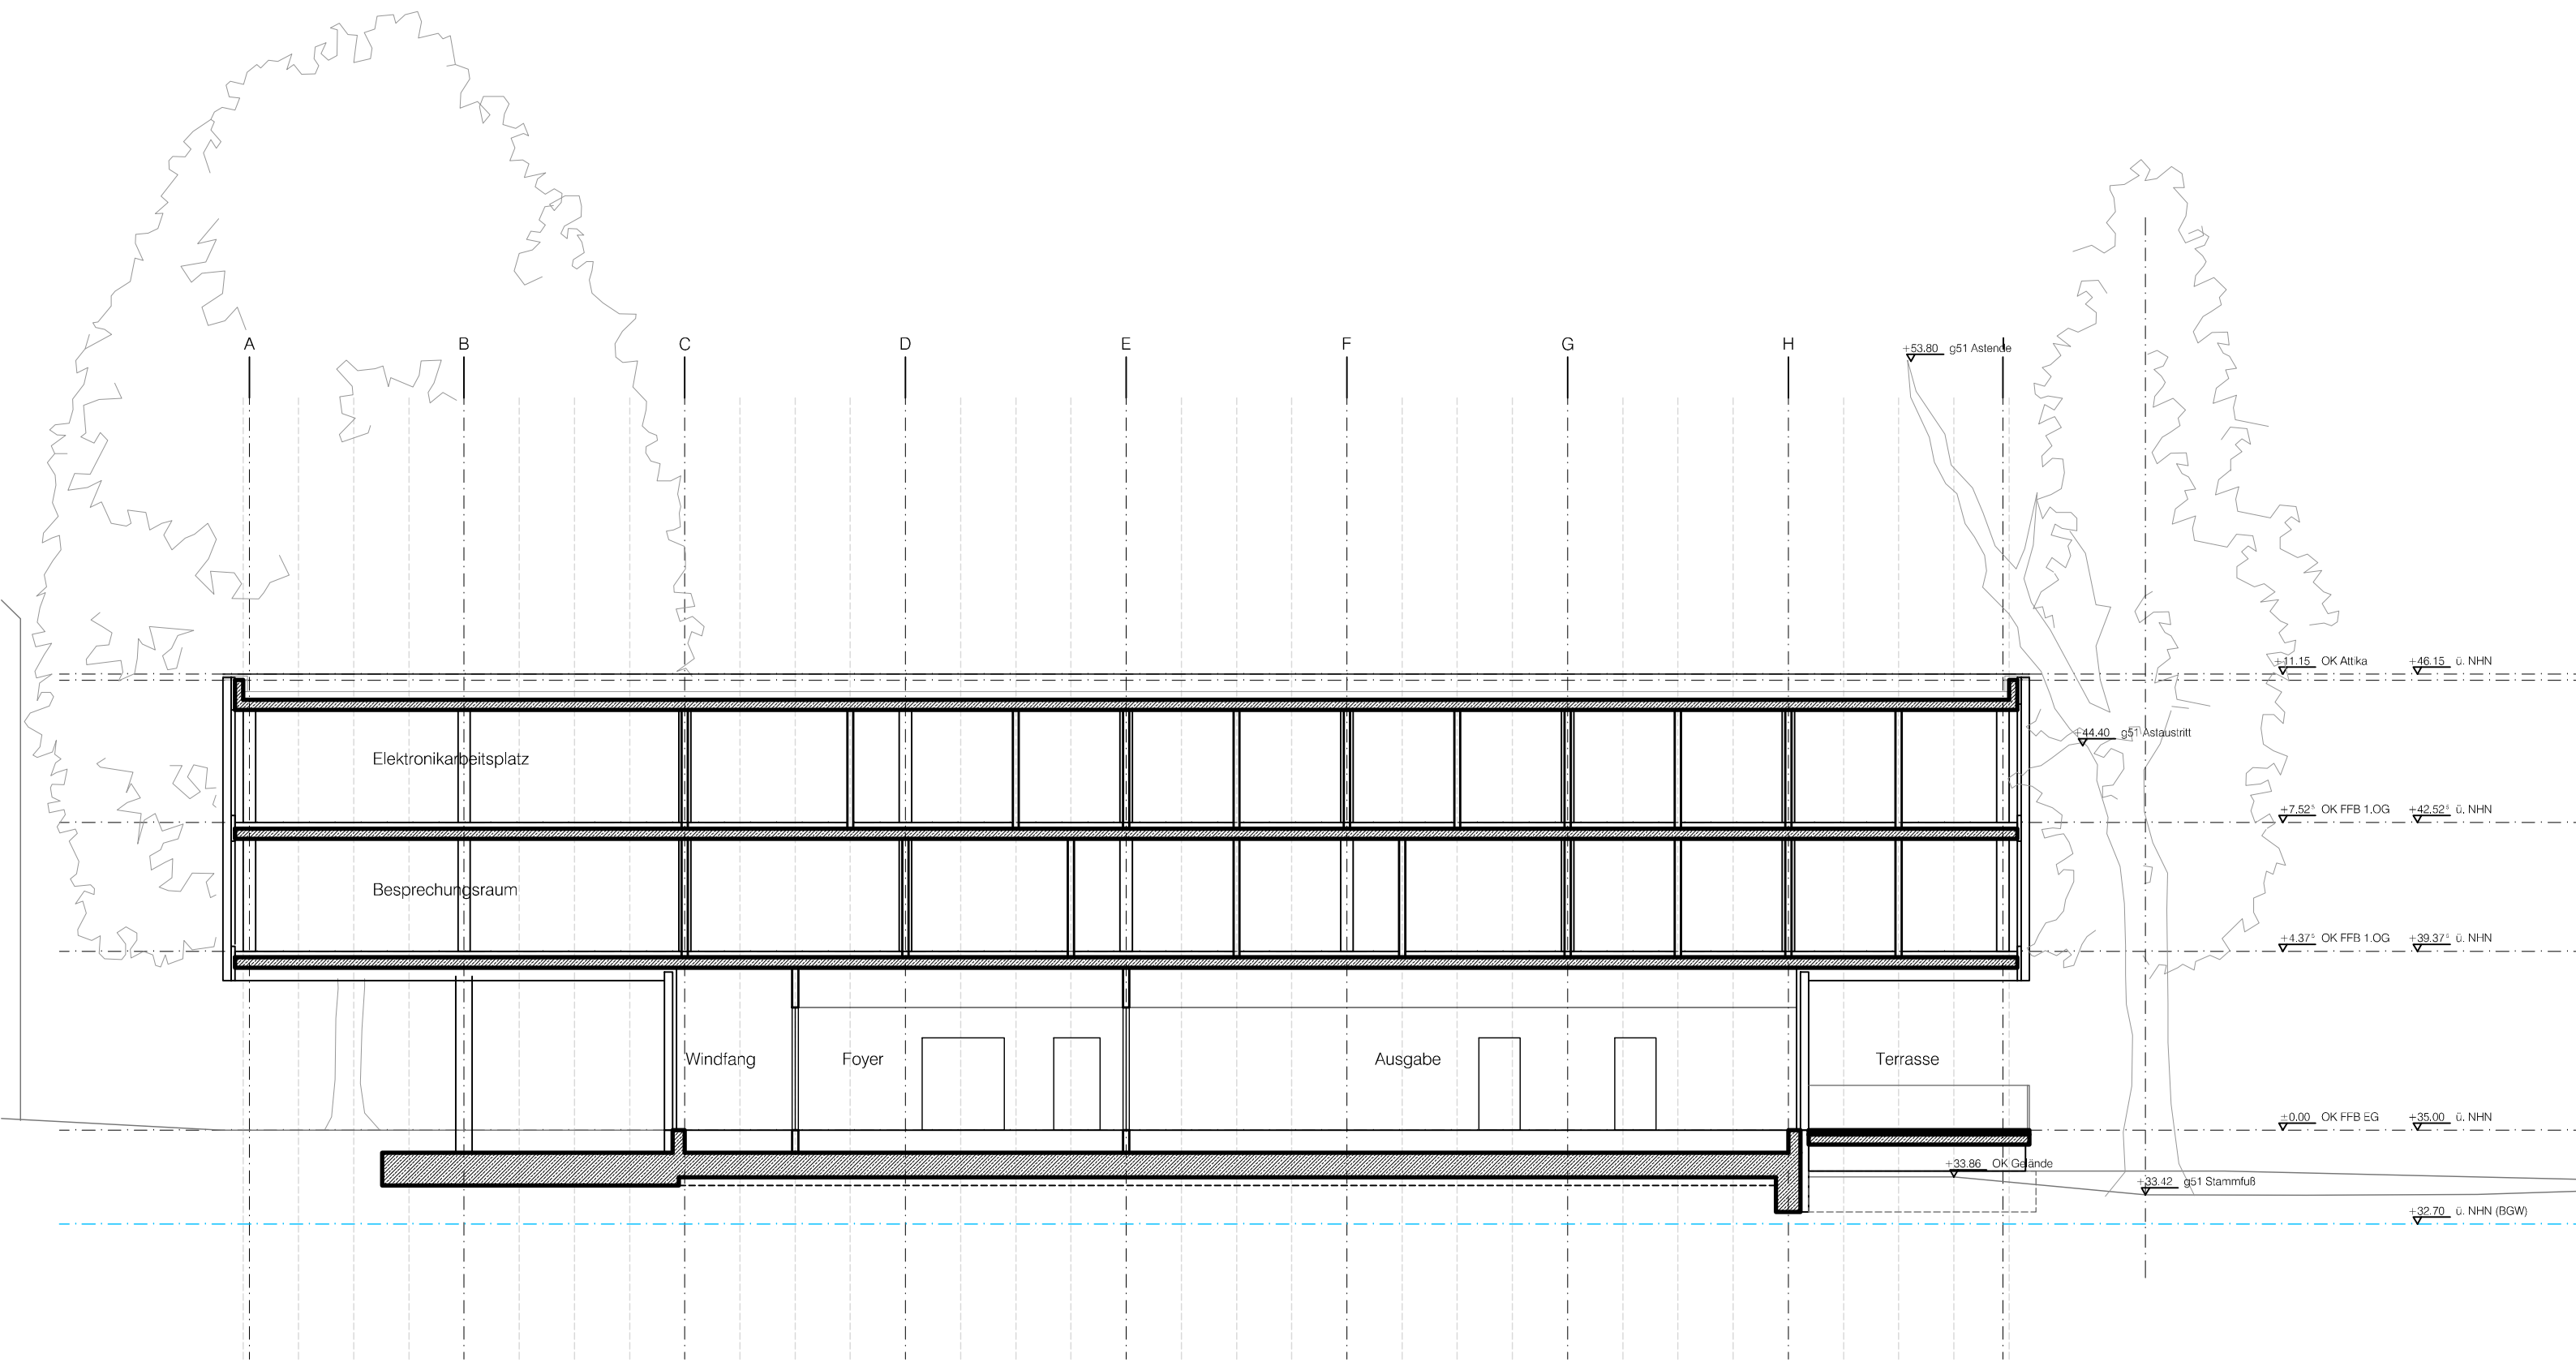 A B C D E F G H I
+53.80 g51 Astende
+11.15 OK Attika +46.15 ü. NHN
+44.40 g51 Astaustritt
Elektronikarbeitsplatz
+7.52⁵ OK FFB 1.OG +42.52⁵ ü. NHN
Besprechungsraum
+4.37⁵ OK FFB 1.OG +39.37⁵ ü. NHN
Windfang Foyer Ausgabe Terrasse
±0.00 OK FFB EG +35.00 ü. NHN
+33.86 OK Gelände
+33.42 g51 Stammfuß
+32.70 ü. NHN (BGW)